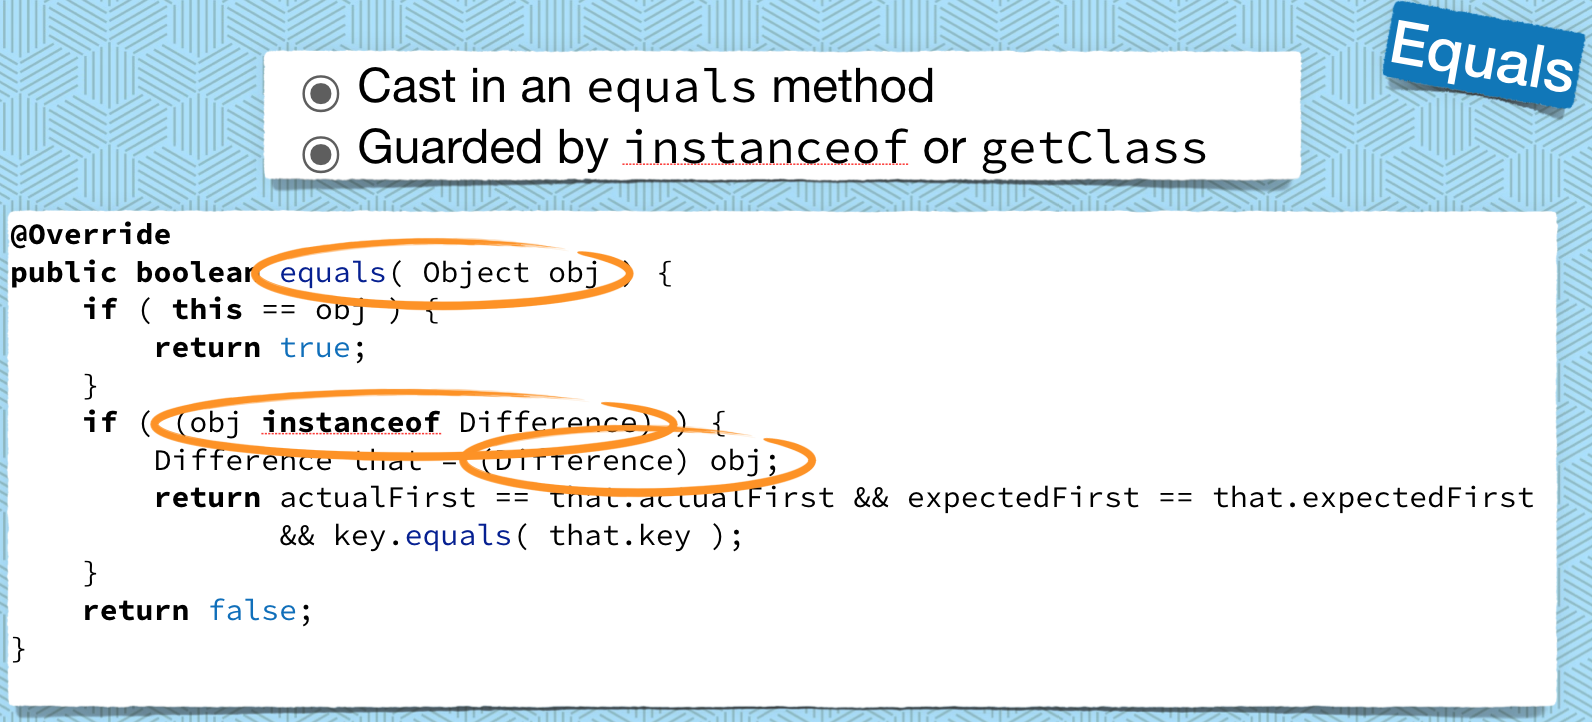 Equals
Cast in an equals method
Guarded by instanceof or getClass
@Override
public boolean equals( Object obj ) {
    if ( this == obj ) {
        return true;
    }
    if ( (obj instanceof Difference) ) {
        Difference that = (Difference) obj;
        return actualFirst == that.actualFirst && expectedFirst == that.expectedFirst
               && key.equals( that.key );
    }
    return false;
}